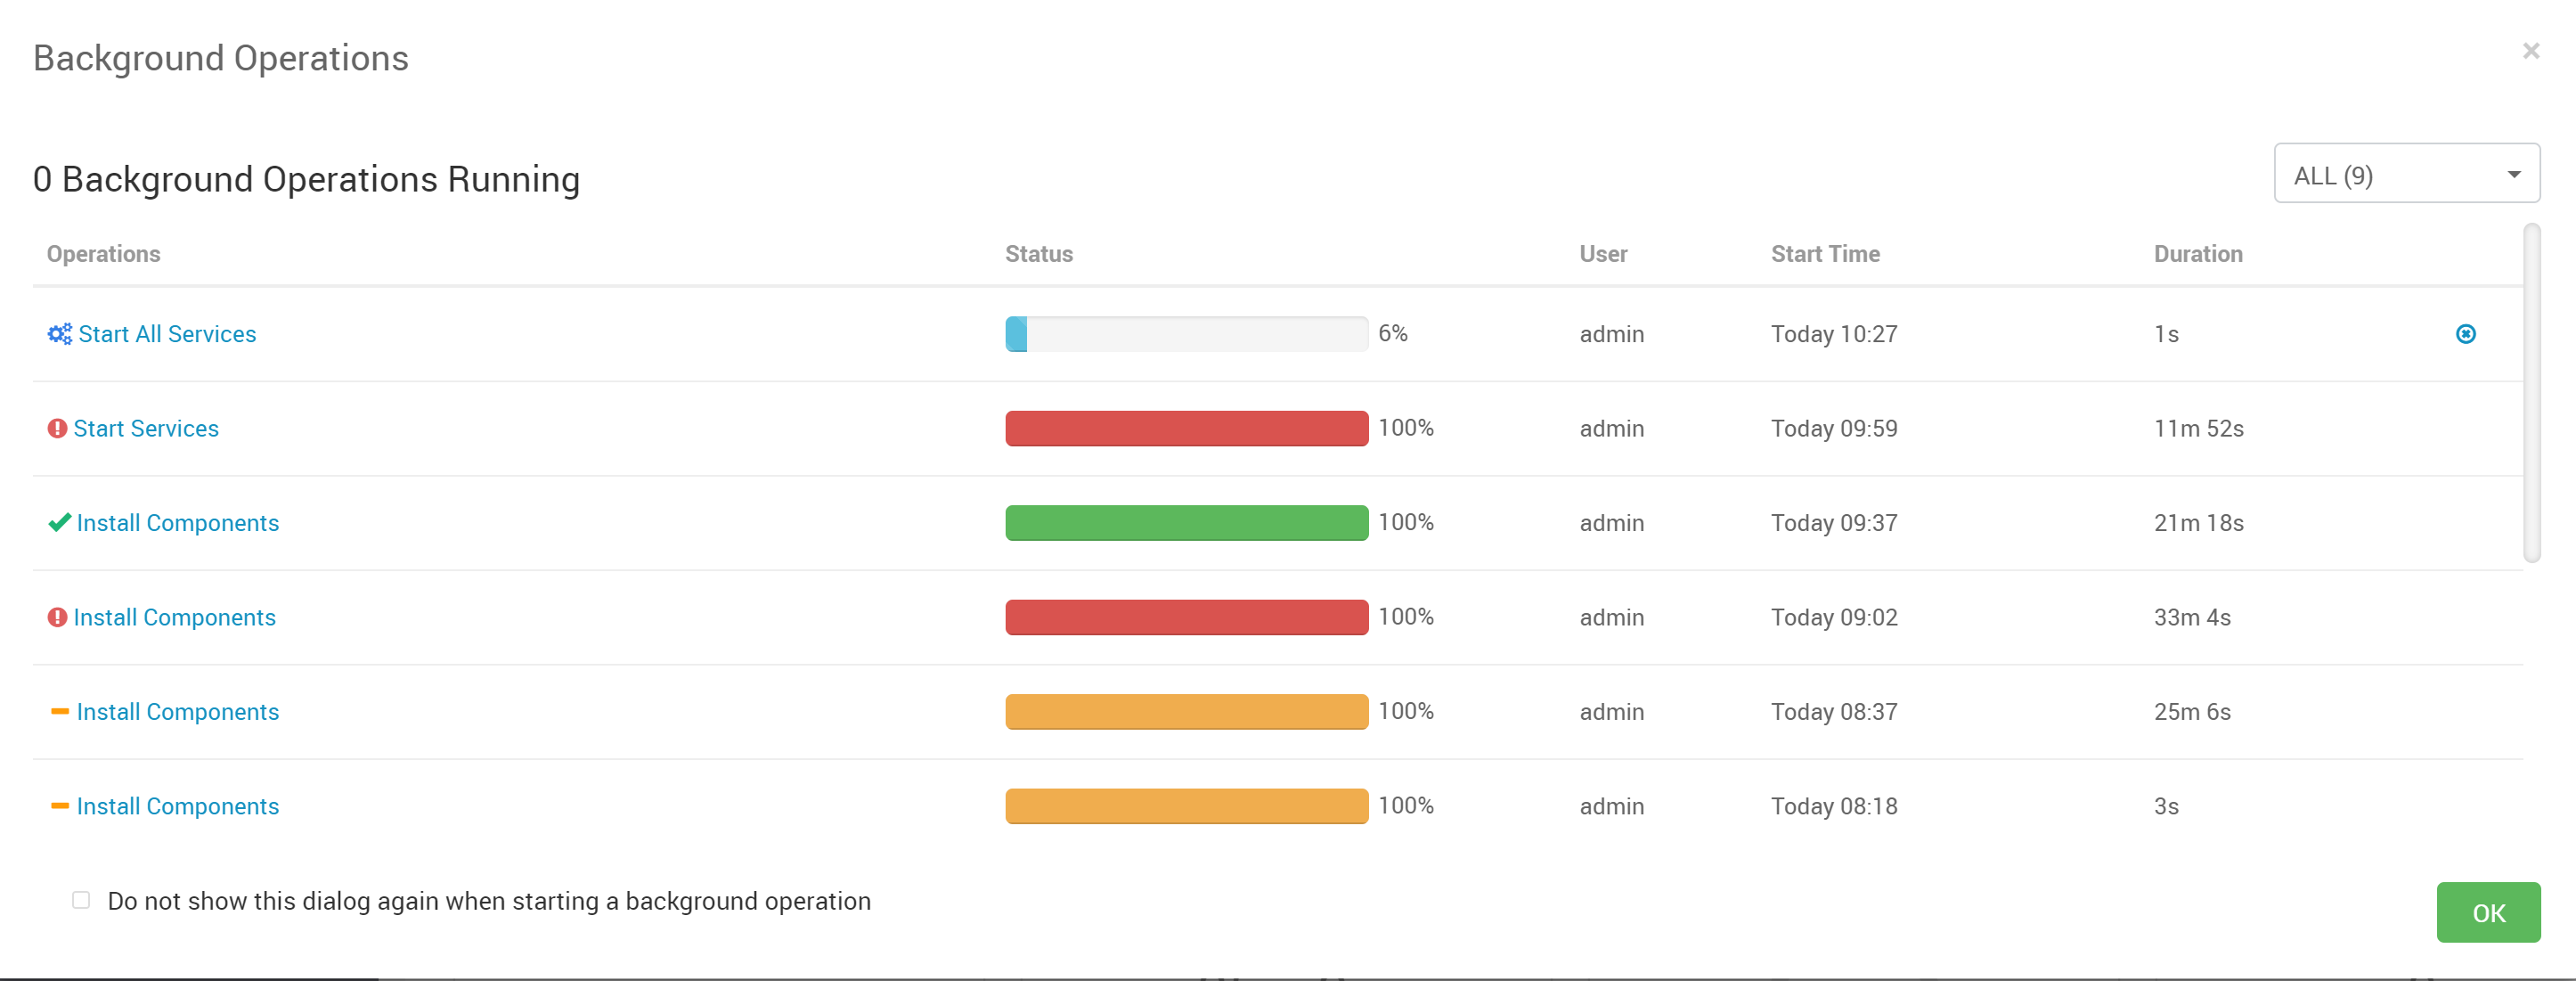 Background Operations
×
0 Background Operations Running
ALL (9)
Operations Status User Start Time Duration
Start All Services 6% admin Today 10:27 1s
Start Services 100% admin Today 09:59 11m 52s
Install Components 100% admin Today 09:37 21m 18s
Install Components 100% admin Today 09:02 33m 4s
Install Components 100% admin Today 08:37 25m 6s
Install Components 100% admin Today 08:18 3s
Do not show this dialog again when starting a background operation
OK